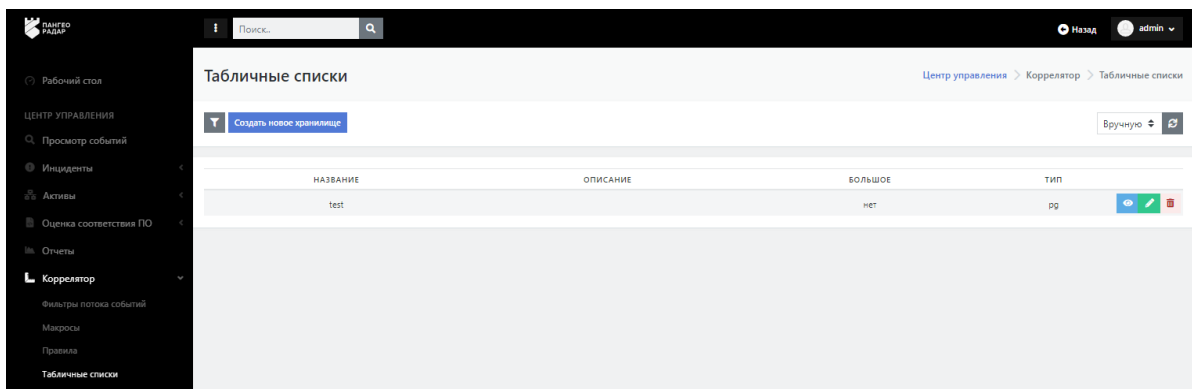 ПАНГЕО
РАДАР
Поиск..
Назад
admin
Рабочий стол
ЦЕНТР УПРАВЛЕНИЯ
Просмотр событий
Инциденты
Активы
Оценка соответствия ПО
Отчеты
Коррелятор
Фильтры потока событий
Макросы
Правила
Табличные списки
Табличные списки
Центр управления > Коррелятор > Табличные списки
Создать новое хранилище
Вручную
НАЗВАНИЕ ОПИСАНИЕ БОЛЬШОЕ ТИП
test нет pg